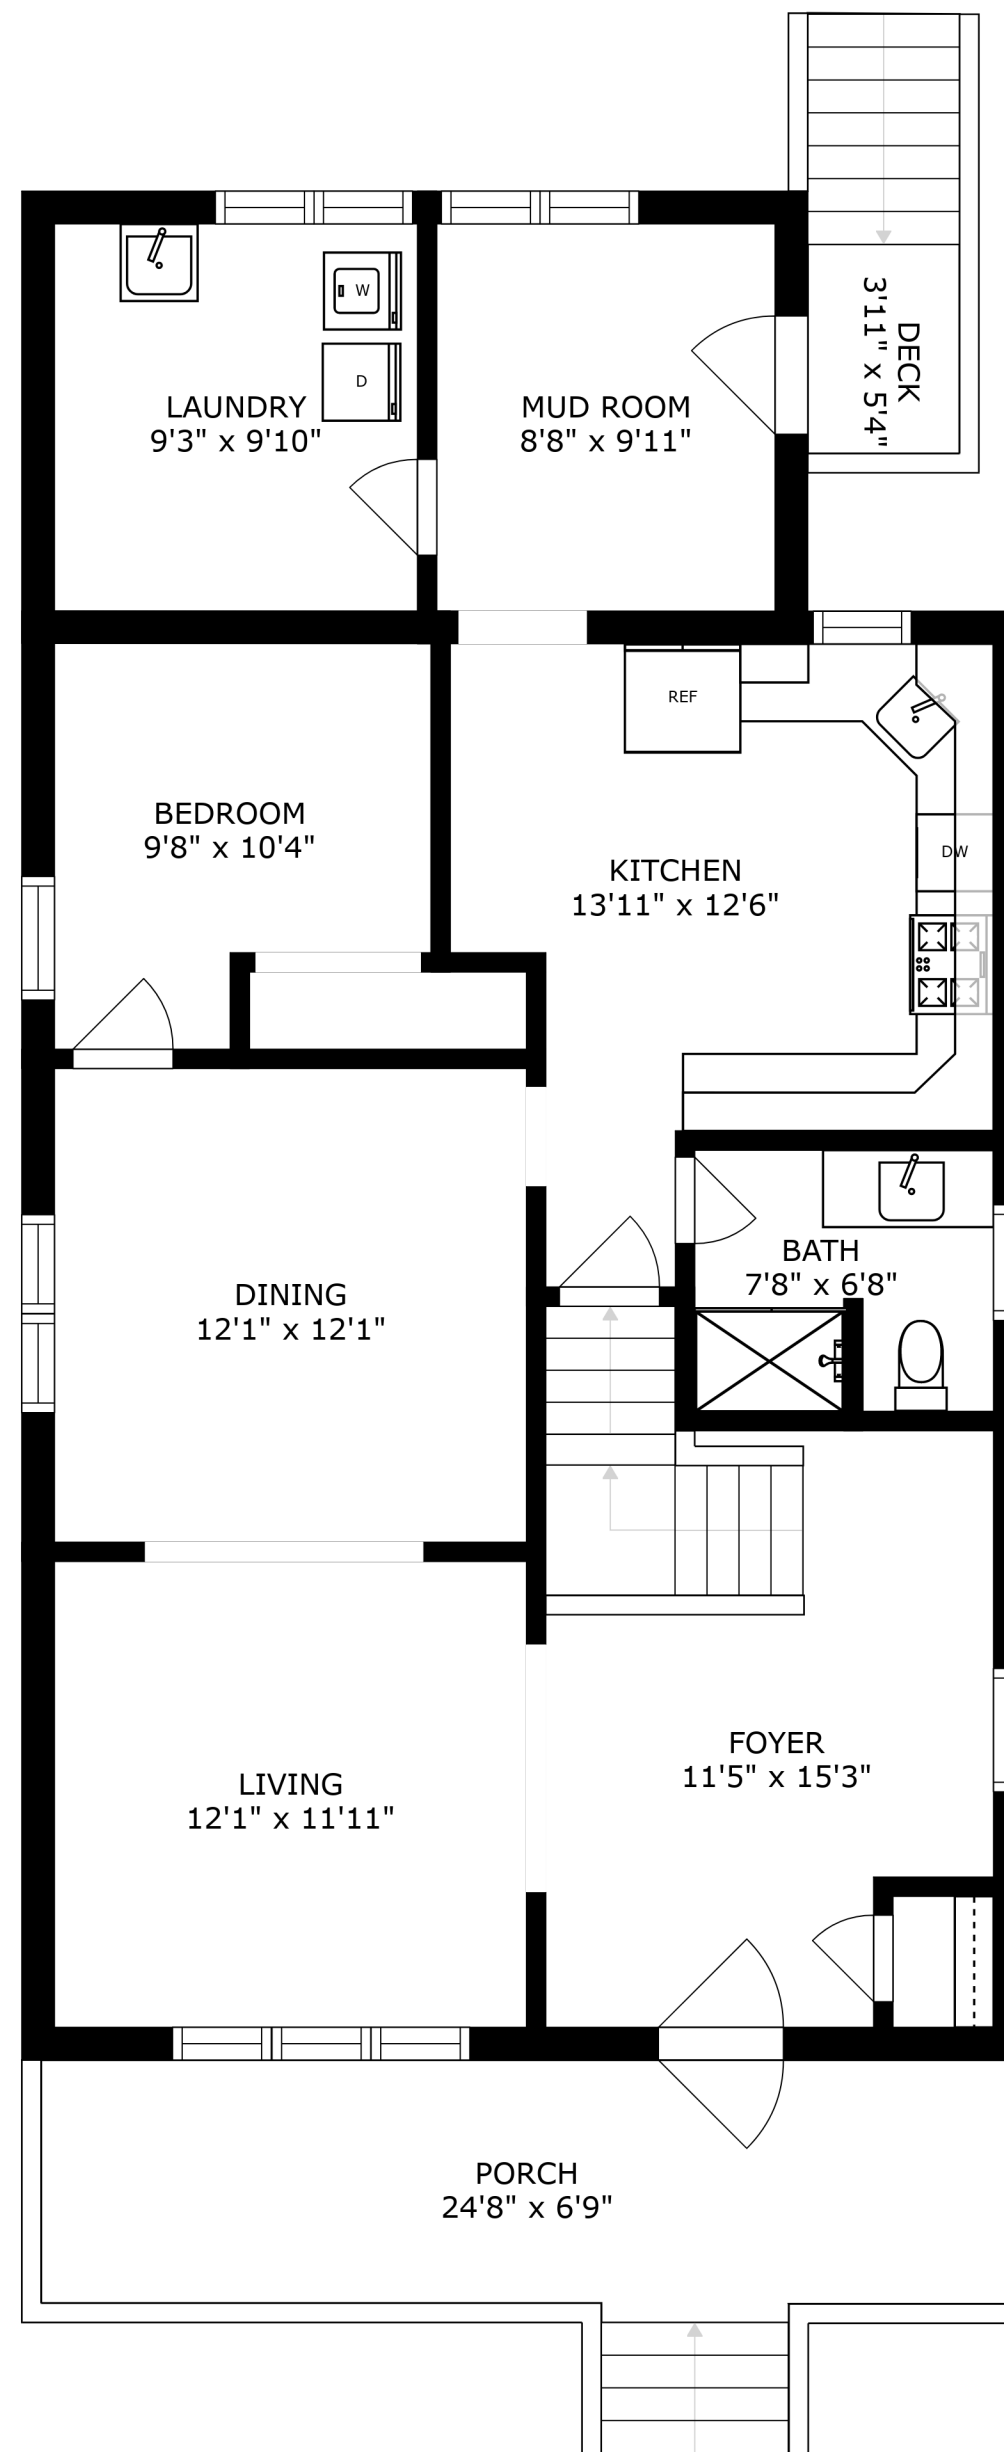 DECK
3'11" x 5'4"
W
D
LAUNDRY
9'3" x 9'10"
MUD ROOM
8'8" x 9'11"
REF
BEDROOM
9'8" x 10'4"
KITCHEN
13'11" x 12'6"
DW
BATH
7'8" x 6'8"
DINING
12'1" x 12'1"
FOYER
11'5" x 15'3"
LIVING
12'1" x 11'11"
PORCH
24'8" x 6'9"